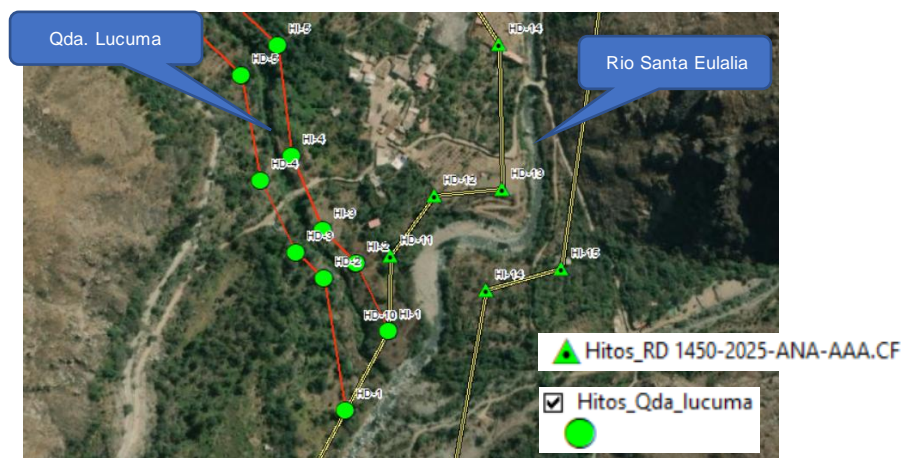 HI-5
HD-14
Qda. Lucuma
HD-5
Rio Santa Eulalia
HI-4
HD-4
HD-12
HD-13
HI-3
HD-3
HI-2
HD-11
HD-2
HI-15
HI-14
HD-10
HI-1
Hitos_RD 1450-2025-ANA-AAA.CF
HD-1
Hitos_Qda_lucuma